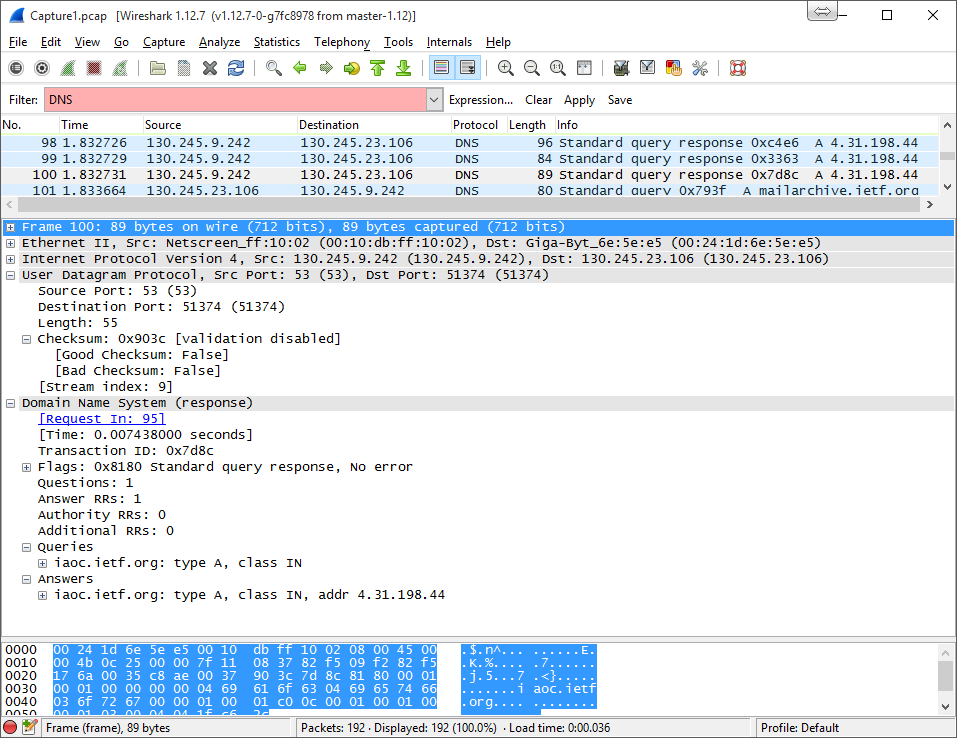 Capture1.pcap [Wireshark 1.12.7 (v1.12.7-0-g7fc8978 from master-1.12)]
File Edit View Go Capture Analyze Statistics Telephony Tools Internals Help
Filter: DNS Expression... Clear Apply Save
No. Time Source Destination Protocol Length Info
98 1.832726 130.245.9.242 130.245.23.106 DNS 96 Standard query response 0xc4e6 A 4.31.198.44
99 1.832729 130.245.9.242 130.245.23.106 DNS 84 Standard query response 0x3363 A 4.31.198.44
100 1.832731 130.245.9.242 130.245.23.106 DNS 89 Standard query response 0x7d8c A 4.31.198.44
101 1.833664 130.245.23.106 130.245.9.242 DNS 80 Standard query 0x793f A mailarchive.ietf.org
Frame 100: 89 bytes on wire (712 bits), 89 bytes captured (712 bits)
Ethernet II, Src: Netscreen_ff:10:02 (00:10:db:ff:10:02), Dst: Giga-Byt_6e:5e:e5 (00:24:1d:6e:5e:e5)
Internet Protocol Version 4, Src: 130.245.9.242 (130.245.9.242), Dst: 130.245.23.106 (130.245.23.106)
User Datagram Protocol, Src Port: 53 (53), Dst Port: 51374 (51374)
Source Port: 53 (53)
Destination Port: 51374 (51374)
Length: 55
Checksum: 0x903c [validation disabled]
[Good Checksum: False]
[Bad Checksum: False]
[Stream index: 9]
Domain Name System (response)
[Request In: 95]
[Time: 0.007438000 seconds]
Transaction ID: 0x7d8c
Flags: 0x8180 Standard query response, No error
Questions: 1
Answer RRs: 1
Authority RRs: 0
Additional RRs: 0
Queries
iaoc.ietf.org: type A, class IN
Answers
iaoc.ietf.org: type A, class IN, addr 4.31.198.44
0000 00 24 1d 6e 5e e5 00 10 db ff 10 02 08 00 45 00 .$.n^... ......E.
0010 00 4b 0c 25 00 00 7f 11 08 37 82 f5 09 f2 82 f5 .K.%.... .7......
0020 17 6a 00 35 c8 ae 00 37 90 3c 7d 8c 81 80 00 01 .j.5...7 .<}.....
0030 00 01 00 00 00 00 04 69 61 6f 63 04 69 65 74 66 .......i aoc.ietf
0040 03 6f 72 67 00 00 01 00 01 c0 0c 00 01 00 01 00 .org.... ........
0050 00 01 03 00 04 04 1f c6 2c
Frame (frame), 89 bytes Packets: 192 · Displayed: 192 (100.0%) · Load time: 0:00.036 Profile: Default